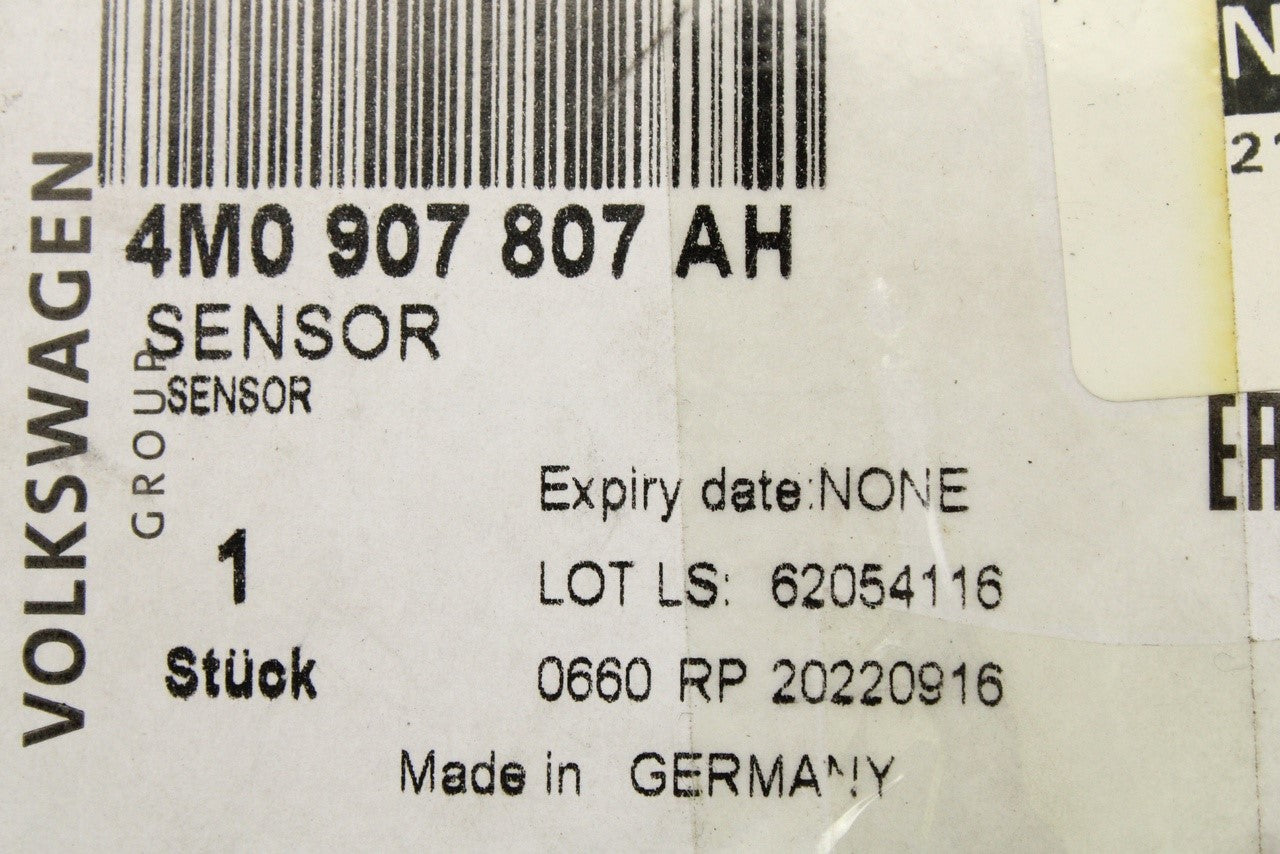 VOLKSWAGEN
GROUP
4M0 907 807 AH
SENSOR
SENSOR
Expiry date:NONE
1
LOT LS: 62054116
Stück
0660 RP 20220916
Made in GERMANY